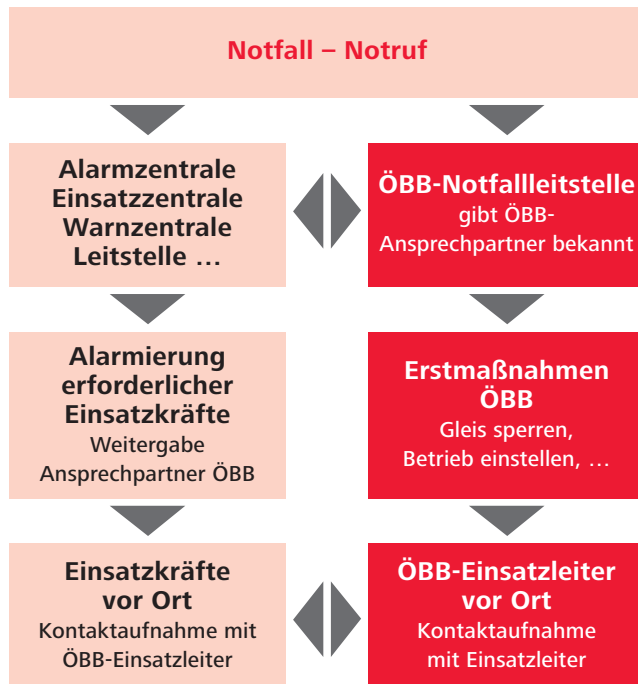 Notfall – Notruf
Alarmzentrale
Einsatzzentrale
Warnzentrale
Leitstelle …
ÖBB-Notfallleitstelle
gibt ÖBB-
Ansprechpartner bekannt
Alarmierung
erforderlicher
Einsatzkräfte
Weitergabe
Ansprechpartner ÖBB
Erstmaßnahmen
ÖBB
Gleis sperren,
Betrieb einstellen, …
Einsatzkräfte
vor Ort
Kontaktaufnahme mit
ÖBB-Einsatzleiter
ÖBB-Einsatzleiter
vor Ort
Kontaktaufnahme
mit Einsatzleiter